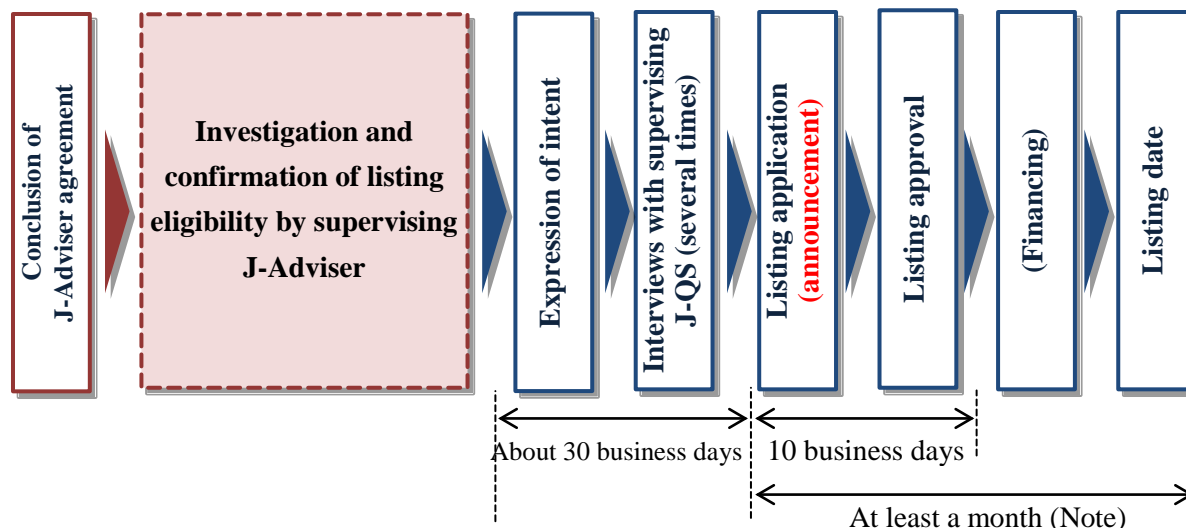 Conclusion of
J-Adviser agreement
Investigation and
confirmation of listing
eligibility by supervising
J-Adviser
Expression of intent
Interviews with supervising
J-QS (several times)
Listing application
(announcement)
Listing approval
(Financing)
Listing date
About 30 business days
10 business days
At least a month (Note)